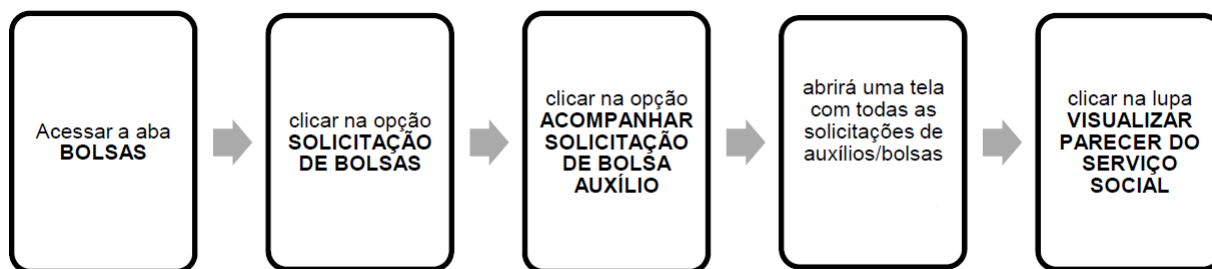 Acessar a aba
BOLSAS
clicar na opção
SOLICITAÇÃO
DE BOLSAS
clicar na opção
ACOMPANHAR
SOLICITAÇÃO
DE BOLSA
AUXÍLIO
abrirá uma tela
com todas as
solicitações de
auxílios/bolsas
clicar na lupa
VISUALIZAR
PARECER DO
SERVIÇO
SOCIAL